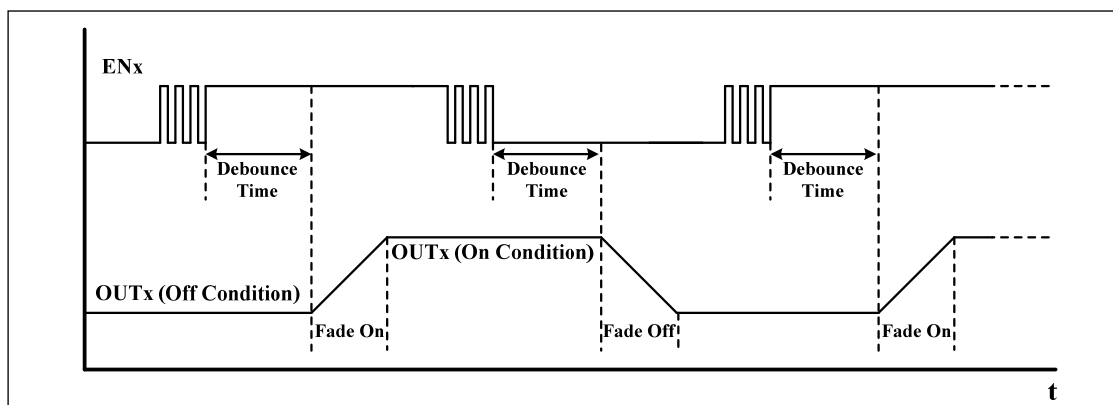 ENx
Debounce
Time
Debounce
Time
Debounce
Time
OUTx (On Condition)
OUTx (Off Condition)
Fade On
Fade Off
Fade On
t